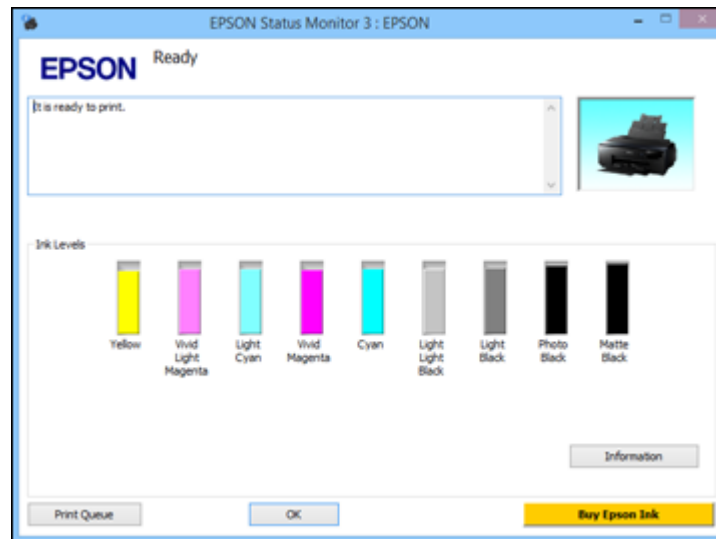 EPSON Status Monitor 3 : EPSON
EPSON
Ready
It is ready to print.
Ink Levels
Yellow
Vivid
Light
Magenta
Light
Cyan
Vivid
Magenta
Cyan
Light
Light
Black
Light
Black
Photo
Black
Matte
Black
Information
Print Queue
OK
Buy Epson Ink